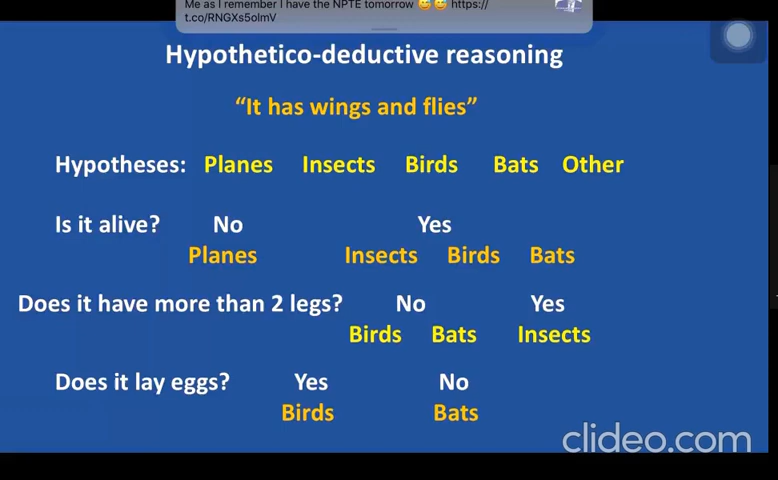 Me as I remember I have the NPTE tomorrow 😅😅 https://
t.co/RNGXs5olmV
Hypothetico-deductive reasoning
“It has wings and flies”
Hypotheses: Planes Insects Birds Bats Other
Is it alive? No Yes
Planes Insects Birds Bats
Does it have more than 2 legs? No Yes
Birds Bats Insects
Does it lay eggs? Yes No
Birds Bats
clideo.com